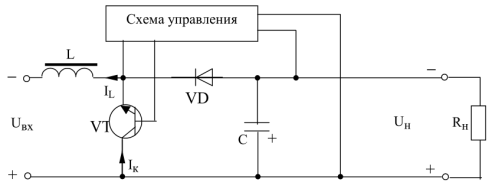 Схема управления
L
− −
I_L VD
U_вх VT C + U_н R_н
I_к
+ +